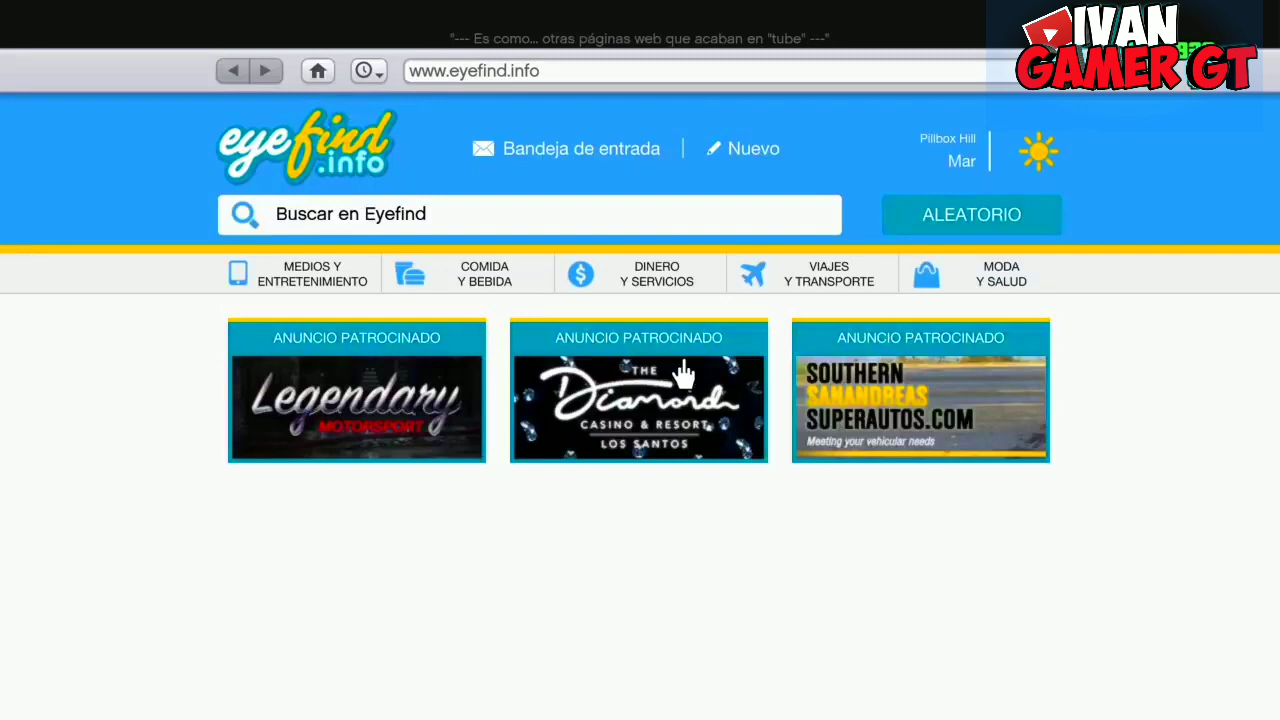 "--- Es como... otras páginas web que acaban en "tube" --"
IVAN
GAMER GT
www.eyefind.info
eyefind
.info
Bandeja de entrada
Nuevo
Pillbox Hill
Mar
Buscar en Eyefind
ALEATORIO
MEDIOS Y
ENTRETENIMIENTO
COMIDA
Y BEBIDA
DINERO
Y SERVICIOS
VIAJES
Y TRANSPORTE
MODA
Y SALUD
ANUNCIO PATROCINADO
Legendary
MOTORSPORT
ANUNCIO PATROCINADO
THE
Diamond
CASINO & RESORT
LOS SANTOS
ANUNCIO PATROCINADO
SOUTHERN
SANANDREAS
SUPERAUTOS.COM
Meeting your vehicular needs